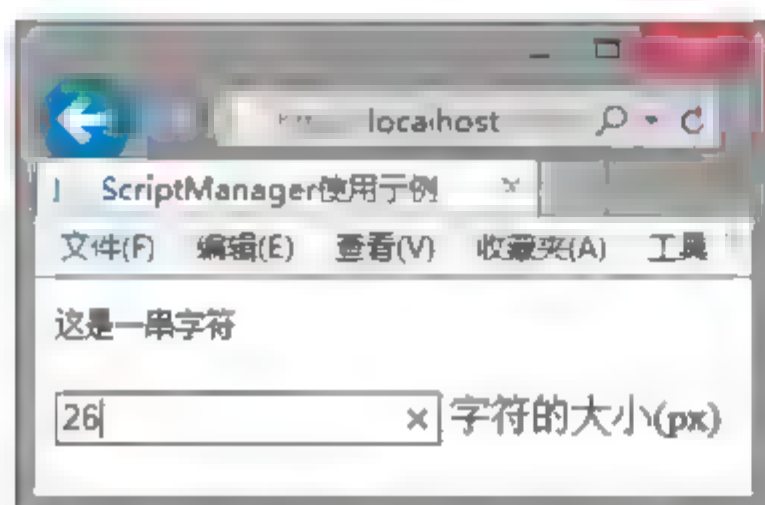 localhost
ScriptManager使用示例
文件(F) 编辑(E) 查看(V) 收藏夹(A) 工具
这是一串字符
26 字符的大小(px)